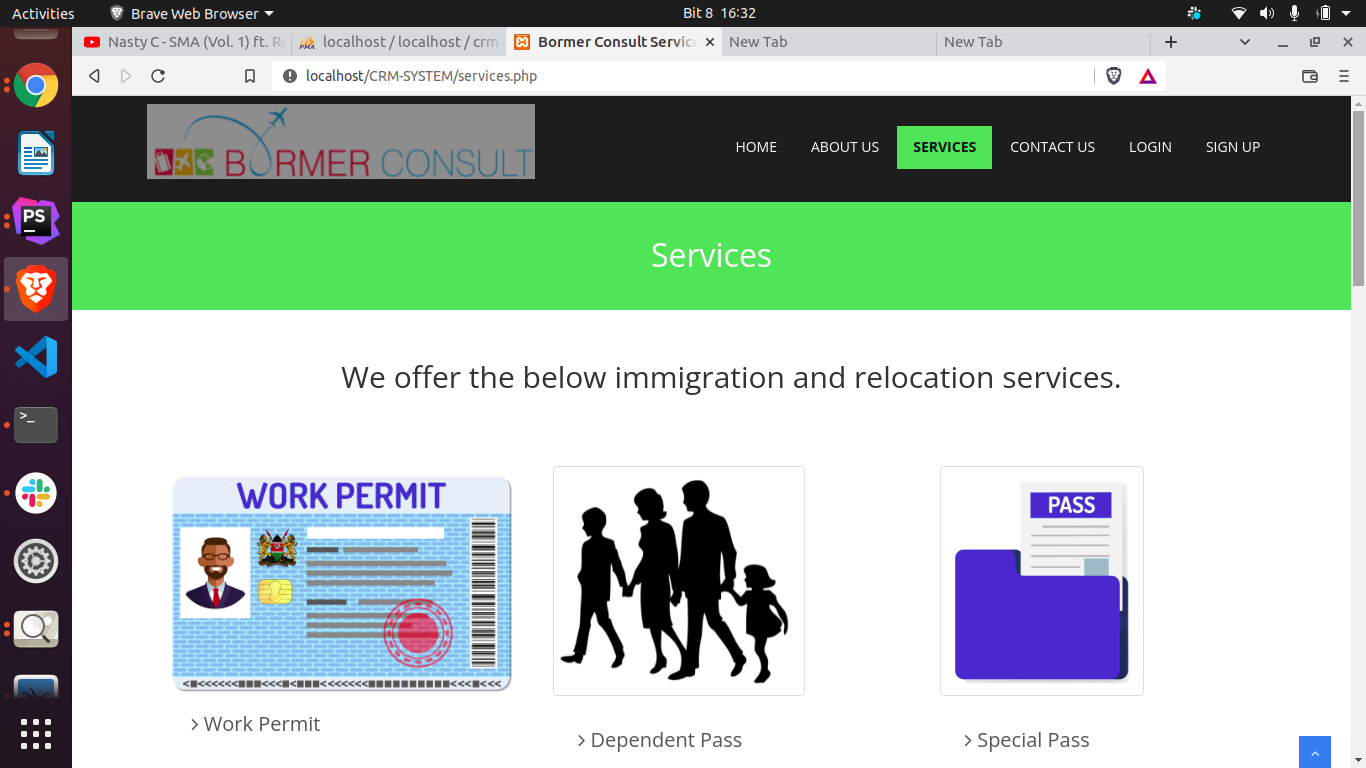 Activities
Brave Web Browser
Bit 8 16:32
Nasty C - SMA (Vol. 1) ft. Ro
localhost / localhost / crm
Bormer Consult Service
New Tab
New Tab
localhost/CRM-SYSTEM/services.php
BORMER CONSULT
HOME
ABOUT US
SERVICES
CONTACT US
LOGIN
SIGN UP
Services
We offer the below immigration and relocation services.
WORK PERMIT
PASS
Work Permit
Dependent Pass
Special Pass
PS
PMA